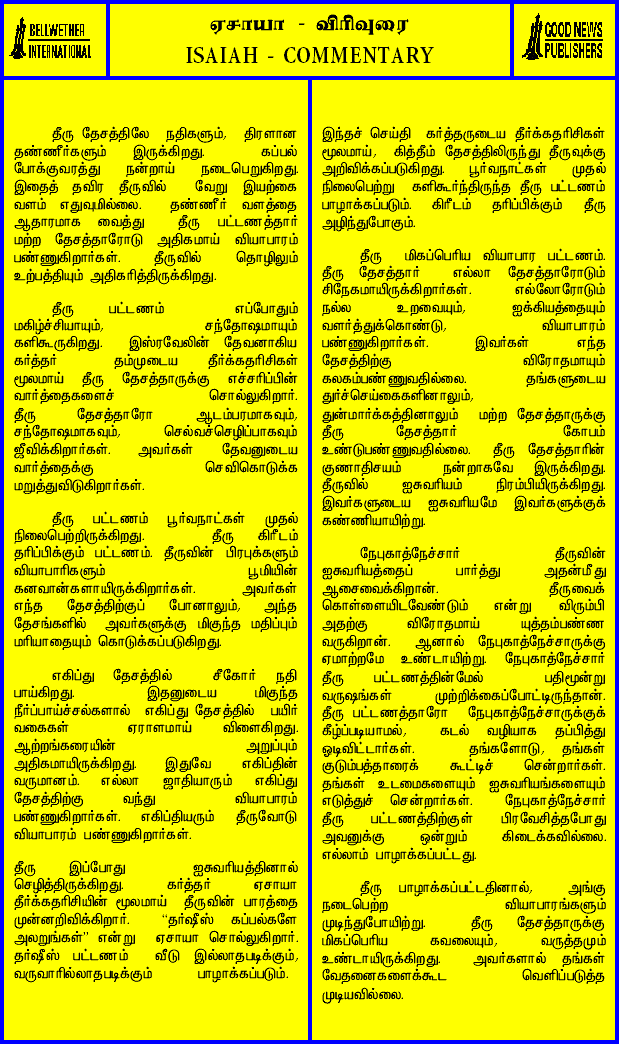 BELLWETHER
INTERNATIONAL
ஏசாயா - விரிவுரை
ISAIAH - COMMENTARY
GOOD NEWS
PUBLISHERS
தீரு தேசத்திலே நதிகளும், திரளான
தண்ணீர்களும் இருக்கிறது. கப்பல்
போக்குவரத்து நன்றாய் நடைபெறுகிறது.
இதைத் தவிர தீருவில் வேறு இயற்கை
வளம் எதுவுமில்லை. தண்ணீர் வளத்தை
ஆதாரமாக வைத்து தீரு பட்டணத்தார்
மற்ற தேசத்தாரோடு அதிகமாய் வியாபாரம்
பண்ணுகிறார்கள். தீருவில் தொழிலும்
உற்பத்தியும் அதிகரித்திருக்கிறது.
தீரு பட்டணம் எப்போதும்
மகிழ்ச்சியாயும், சந்தோஷமாயும்
களிகூருகிறது. இஸ்ரவேலின் தேவனாகிய
கர்த்தர் தம்முடைய தீர்க்கதரிசிகள்
மூலமாய் தீரு தேசத்தாருக்கு எச்சரிப்பின்
வார்த்தைகளைச் சொல்லுகிறார்.
தீரு தேசத்தாரோ ஆடம்பரமாகவும்,
சந்தோஷமாகவும், செல்வச்செழிப்பாகவும்
ஜீவிக்கிறார்கள். அவர்கள் தேவனுடைய
வார்த்தைக்கு செவிகொடுக்க
மறுத்துவிடுகிறார்கள்.
தீரு பட்டணம் பூர்வநாட்கள் முதல்
நிலைபெற்றிருக்கிறது. தீரு கிரீடம்
தரிப்பிக்கும் பட்டணம். தீருவின் பிரபுக்களும்
வியாபாரிகளும் பூமியின்
கனவான்களாயிருக்கிறார்கள். அவர்கள்
எந்த தேசத்திற்குப் போனாலும், அந்த
தேசங்களில் அவர்களுக்கு மிகுந்த மதிப்பும்
மரியாதையும் கொடுக்கப்படுகிறது.
எகிப்து தேசத்தில் சீகோர் நதி
பாய்கிறது. இதனுடைய மிகுந்த
நீர்ப்பாய்ச்சல்களால் எகிப்து தேசத்தில் பயிர்
வகைகள் ஏராளமாய் விளைகிறது.
ஆற்றங்கரையின் அறுப்பும்
அதிகமாயிருக்கிறது. இதுவே எகிப்தின்
வருமானம். எல்லா ஜாதியாரும் எகிப்து
தேசத்திற்கு வந்து வியாபாரம்
பண்ணுகிறார்கள். எகிப்தியரும் தீருவோடு
வியாபாரம் பண்ணுகிறார்கள்.
தீரு இப்போது ஐசுவரியத்தினால்
செழித்திருக்கிறது. கர்த்தர் ஏசாயா
தீர்க்கதரிசியின் மூலமாய் தீருவின் பாரத்தை
முன்னறிவிக்கிறார். “தர்ஷீஸ் கப்பல்களே
அலறுங்கள்” என்று ஏசாயா சொல்லுகிறார்.
தர்ஷீஸ் பட்டணம் வீடு இல்லாதபடிக்கும்,
வருவாரில்லாதபடிக்கும் பாழாக்கப்படும்.
இந்தச் செய்தி கர்த்தருடைய தீர்க்கதரிசிகள்
மூலமாய், கித்தீம் தேசத்திலிருந்து தீருவுக்கு
அறிவிக்கப்படுகிறது. பூர்வநாட்கள் முதல்
நிலைபெற்று களிகூர்ந்திருந்த தீரு பட்டணம்
பாழாக்கப்படும். கிரீடம் தரிப்பிக்கும் தீரு
அழிந்துபோகும்.
தீரு மிகப்பெரிய வியாபார பட்டணம்.
தீரு தேசத்தார் எல்லா தேசத்தாரோடும்
சிநேகமாயிருக்கிறார்கள். எல்லோரோடும்
நல்ல உறவையும், ஐக்கியத்தையும்
வளர்த்துக்கொண்டு, வியாபாரம்
பண்ணுகிறார்கள். இவர்கள் எந்த
தேசத்திற்கு விரோதமாயும்
கலகம்பண்ணுவதில்லை. தங்களுடைய
துர்ச்செய்கைகளினாலும்,
துன்மார்க்கத்தினாலும் மற்ற தேசத்தாருக்கு
தீரு தேசத்தார் கோபம்
உண்டுபண்ணுவதில்லை. தீரு தேசத்தாரின்
குணாதிசயம் நன்றாகவே இருக்கிறது.
தீருவில் ஐசுவரியம் நிரம்பியிருக்கிறது.
இவர்களுடைய ஐசுவரியமே இவர்களுக்குக்
கண்ணியாயிற்று.
நேபுகாத்நேச்சார் தீருவின்
ஐசுவரியத்தைப் பார்த்து அதன்மீது
ஆசைவைக்கிறான். தீருவைக்
கொள்ளையிடவேண்டும் என்று விரும்பி
அதற்கு விரோதமாய் யுத்தம்பண்ண
வருகிறான். ஆனால் நேபுகாத்நேச்சாருக்கு
ஏமாற்றமே உண்டாயிற்று. நேபுகாத்நேச்சார்
தீரு பட்டணத்தின்மேல் பதிமூன்று
வருஷங்கள் முற்றிக்கைப்போட்டிருந்தான்.
தீரு பட்டணத்தாரோ நேபுகாத்நேச்சாருக்குக்
கீழ்ப்படியாமல், கடல் வழியாக தப்பித்து
ஓடிவிட்டார்கள். தங்களோடு, தங்கள்
குடும்பத்தாரைக் கூட்டிச் சென்றார்கள்.
தங்கள் உடமைகளையும் ஐசுவரியங்களையும்
எடுத்துச் சென்றார்கள். நேபுகாத்நேச்சார்
தீரு பட்டணத்திற்குள் பிரவேசித்தபோது
அவனுக்கு ஒன்றும் கிடைக்கவில்லை.
எல்லாம் பாழாக்கப்பட்டது.
தீரு பாழாக்கப்பட்டதினால், அங்கு
நடைபெற்ற வியாபாரங்களும்
முடிந்துபோயிற்று. தீரு தேசத்தாருக்கு
மிகப்பெரிய கவலையும், வருத்தமும்
உண்டாயிருக்கிறது. அவர்களால் தங்கள்
வேதனைகளைக்கூட வெளிப்படுத்த
முடியவில்லை.